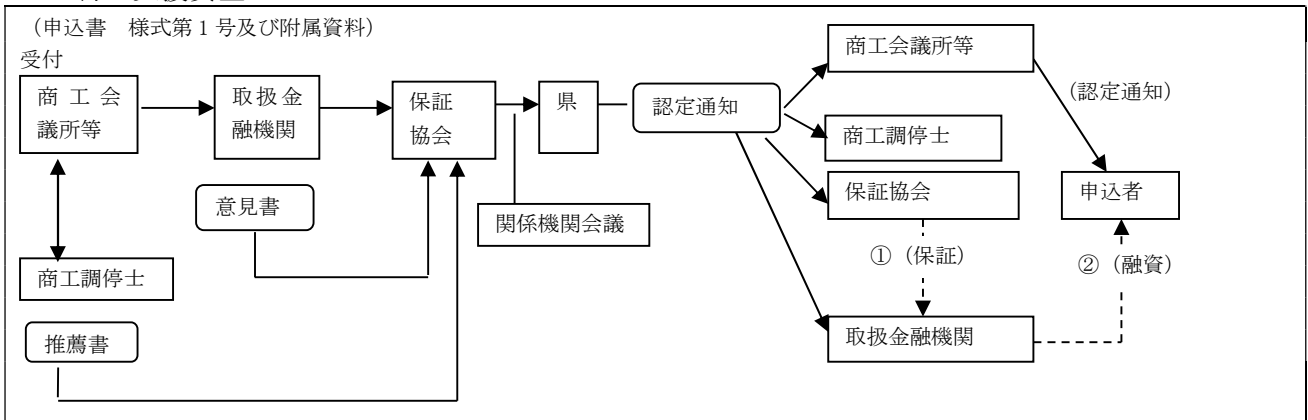 （申込書　様式第１号及び附属資料）
受付
商工会
議所等
取扱金
融機関
保証
協会
県
認定通知
商工会議所等
（認定通知）
商工調停士
保証協会
申込者
意見書
関係機関会議
①（保証）
②（融資）
商工調停士
取扱金融機関
推薦書